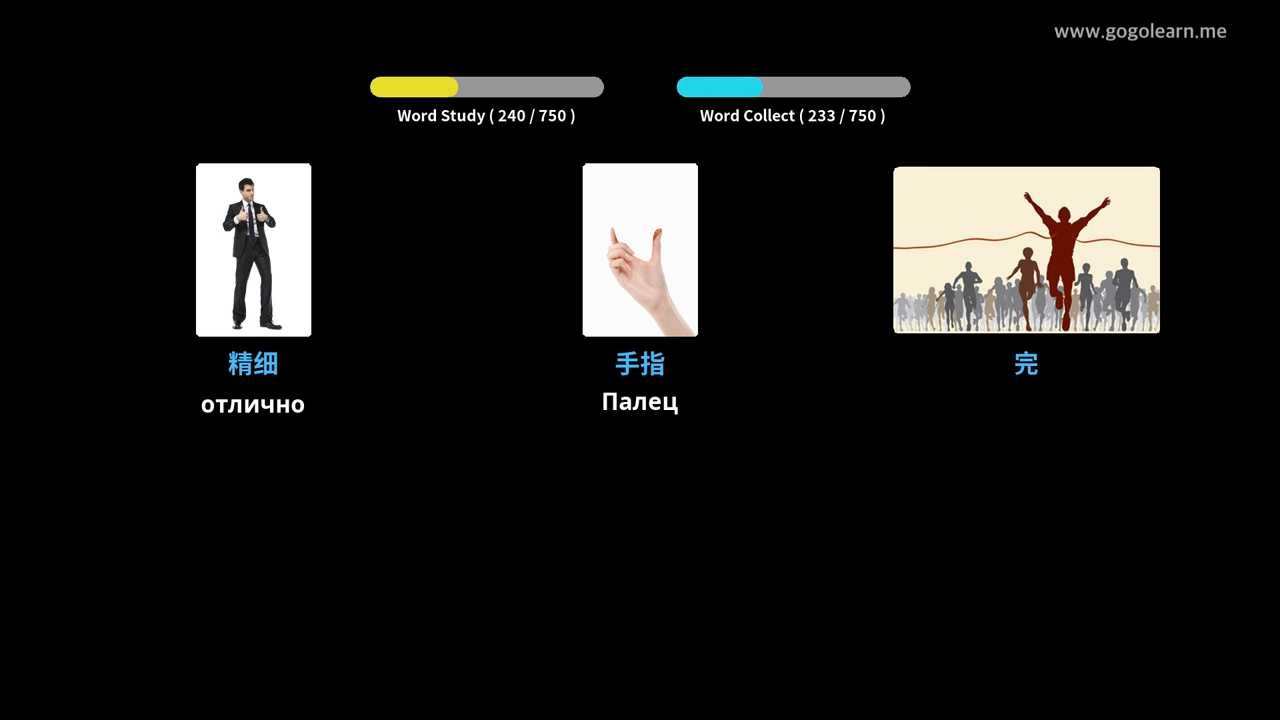 www.gogolearn.me
Word Study ( 240 / 750 )
Word Collect ( 233 / 750 )
精细
手指
完
отлично
Палец